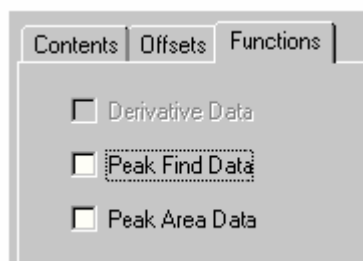 Contents Offsets Functions
Derivative Data
Peak Find Data
Peak Area Data